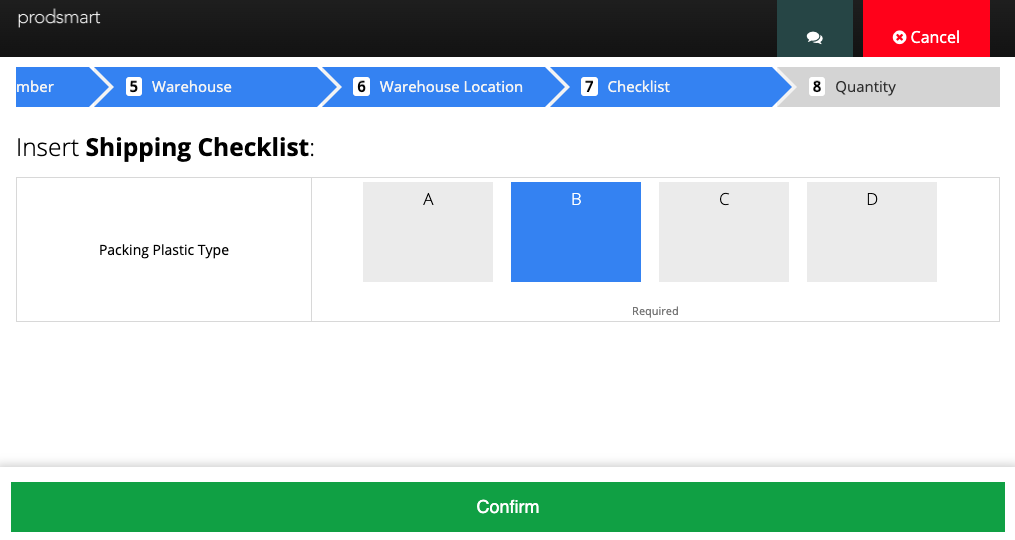 prodsmart
Cancel
mber
5 Warehouse
6 Warehouse Location
7 Checklist
8 Quantity
Insert Shipping Checklist:
Packing Plastic Type
A
B
C
D
Required
Confirm